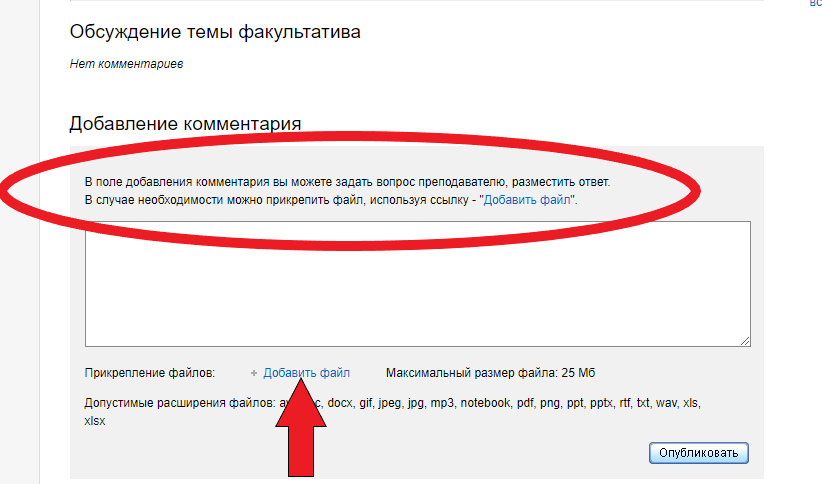 вс
Обсуждение темы факультатива
Нет комментариев
Добавление комментария
В поле добавления комментария вы можете задать вопрос преподавателю, разместить ответ.
В случае необходимости можно прикрепить файл, используя ссылку - "Добавить файл".
Прикрепление файлов: + Добавить файл Максимальный размер файла: 25 Мб
Допустимые расширения файлов: docx, gif, jpeg, jpg, mp3, notebook, pdf, png, ppt, pptx, rtf, txt, wav, xls,
xlsx
Опубликовать